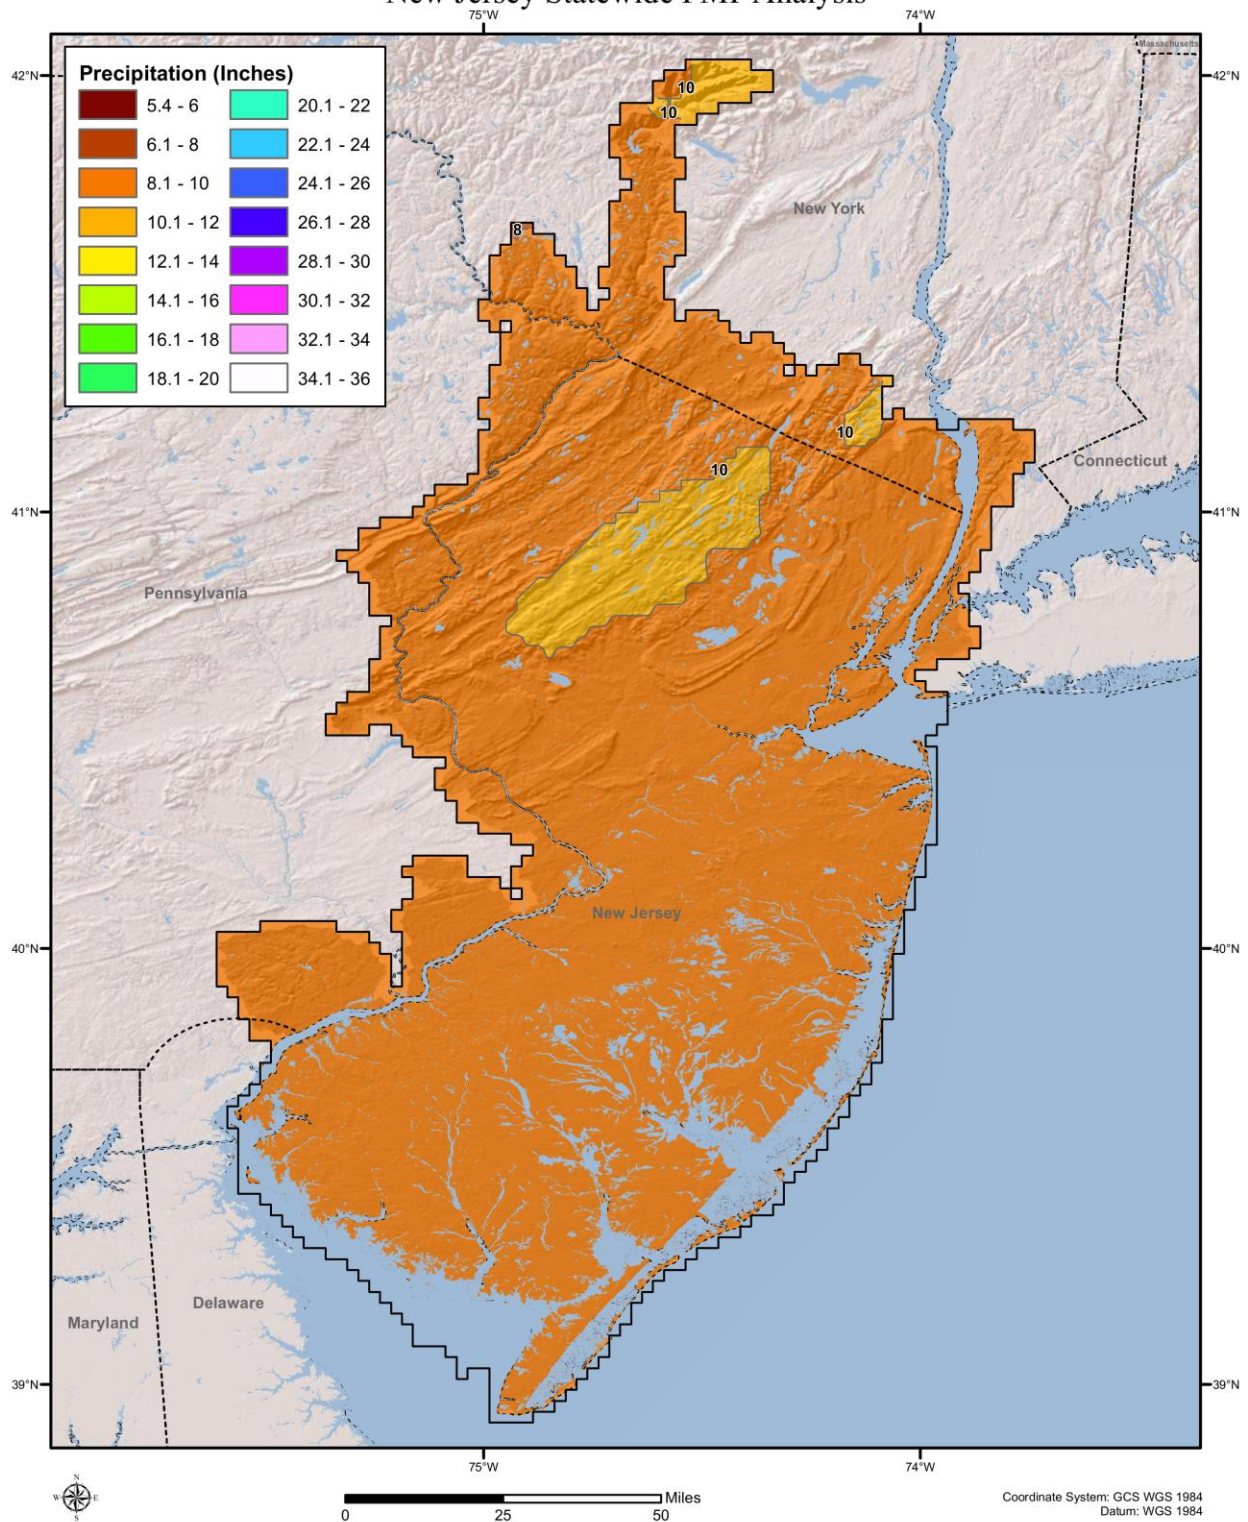 New Jersey Statewide PMP Analysis
75°W 74°W
Massachusetts
42°N 42°N
Precipitation (Inches)
5.4 - 6 20.1 - 22
6.1 - 8 22.1 - 24
8.1 - 10 24.1 - 26
10.1 - 12 26.1 - 28
12.1 - 14 28.1 - 30
14.1 - 16 30.1 - 32
16.1 - 18 32.1 - 34
18.1 - 20 34.1 - 36
10
10
New York
8
10
Connecticut
10
41°N 41°N
Pennsylvania
New Jersey
40°N 40°N
Delaware
Maryland
39°N 39°N
75°W 74°W
N
W E
S
Miles
0 25 50
Coordinate System: GCS WGS 1984
Datum: WGS 1984